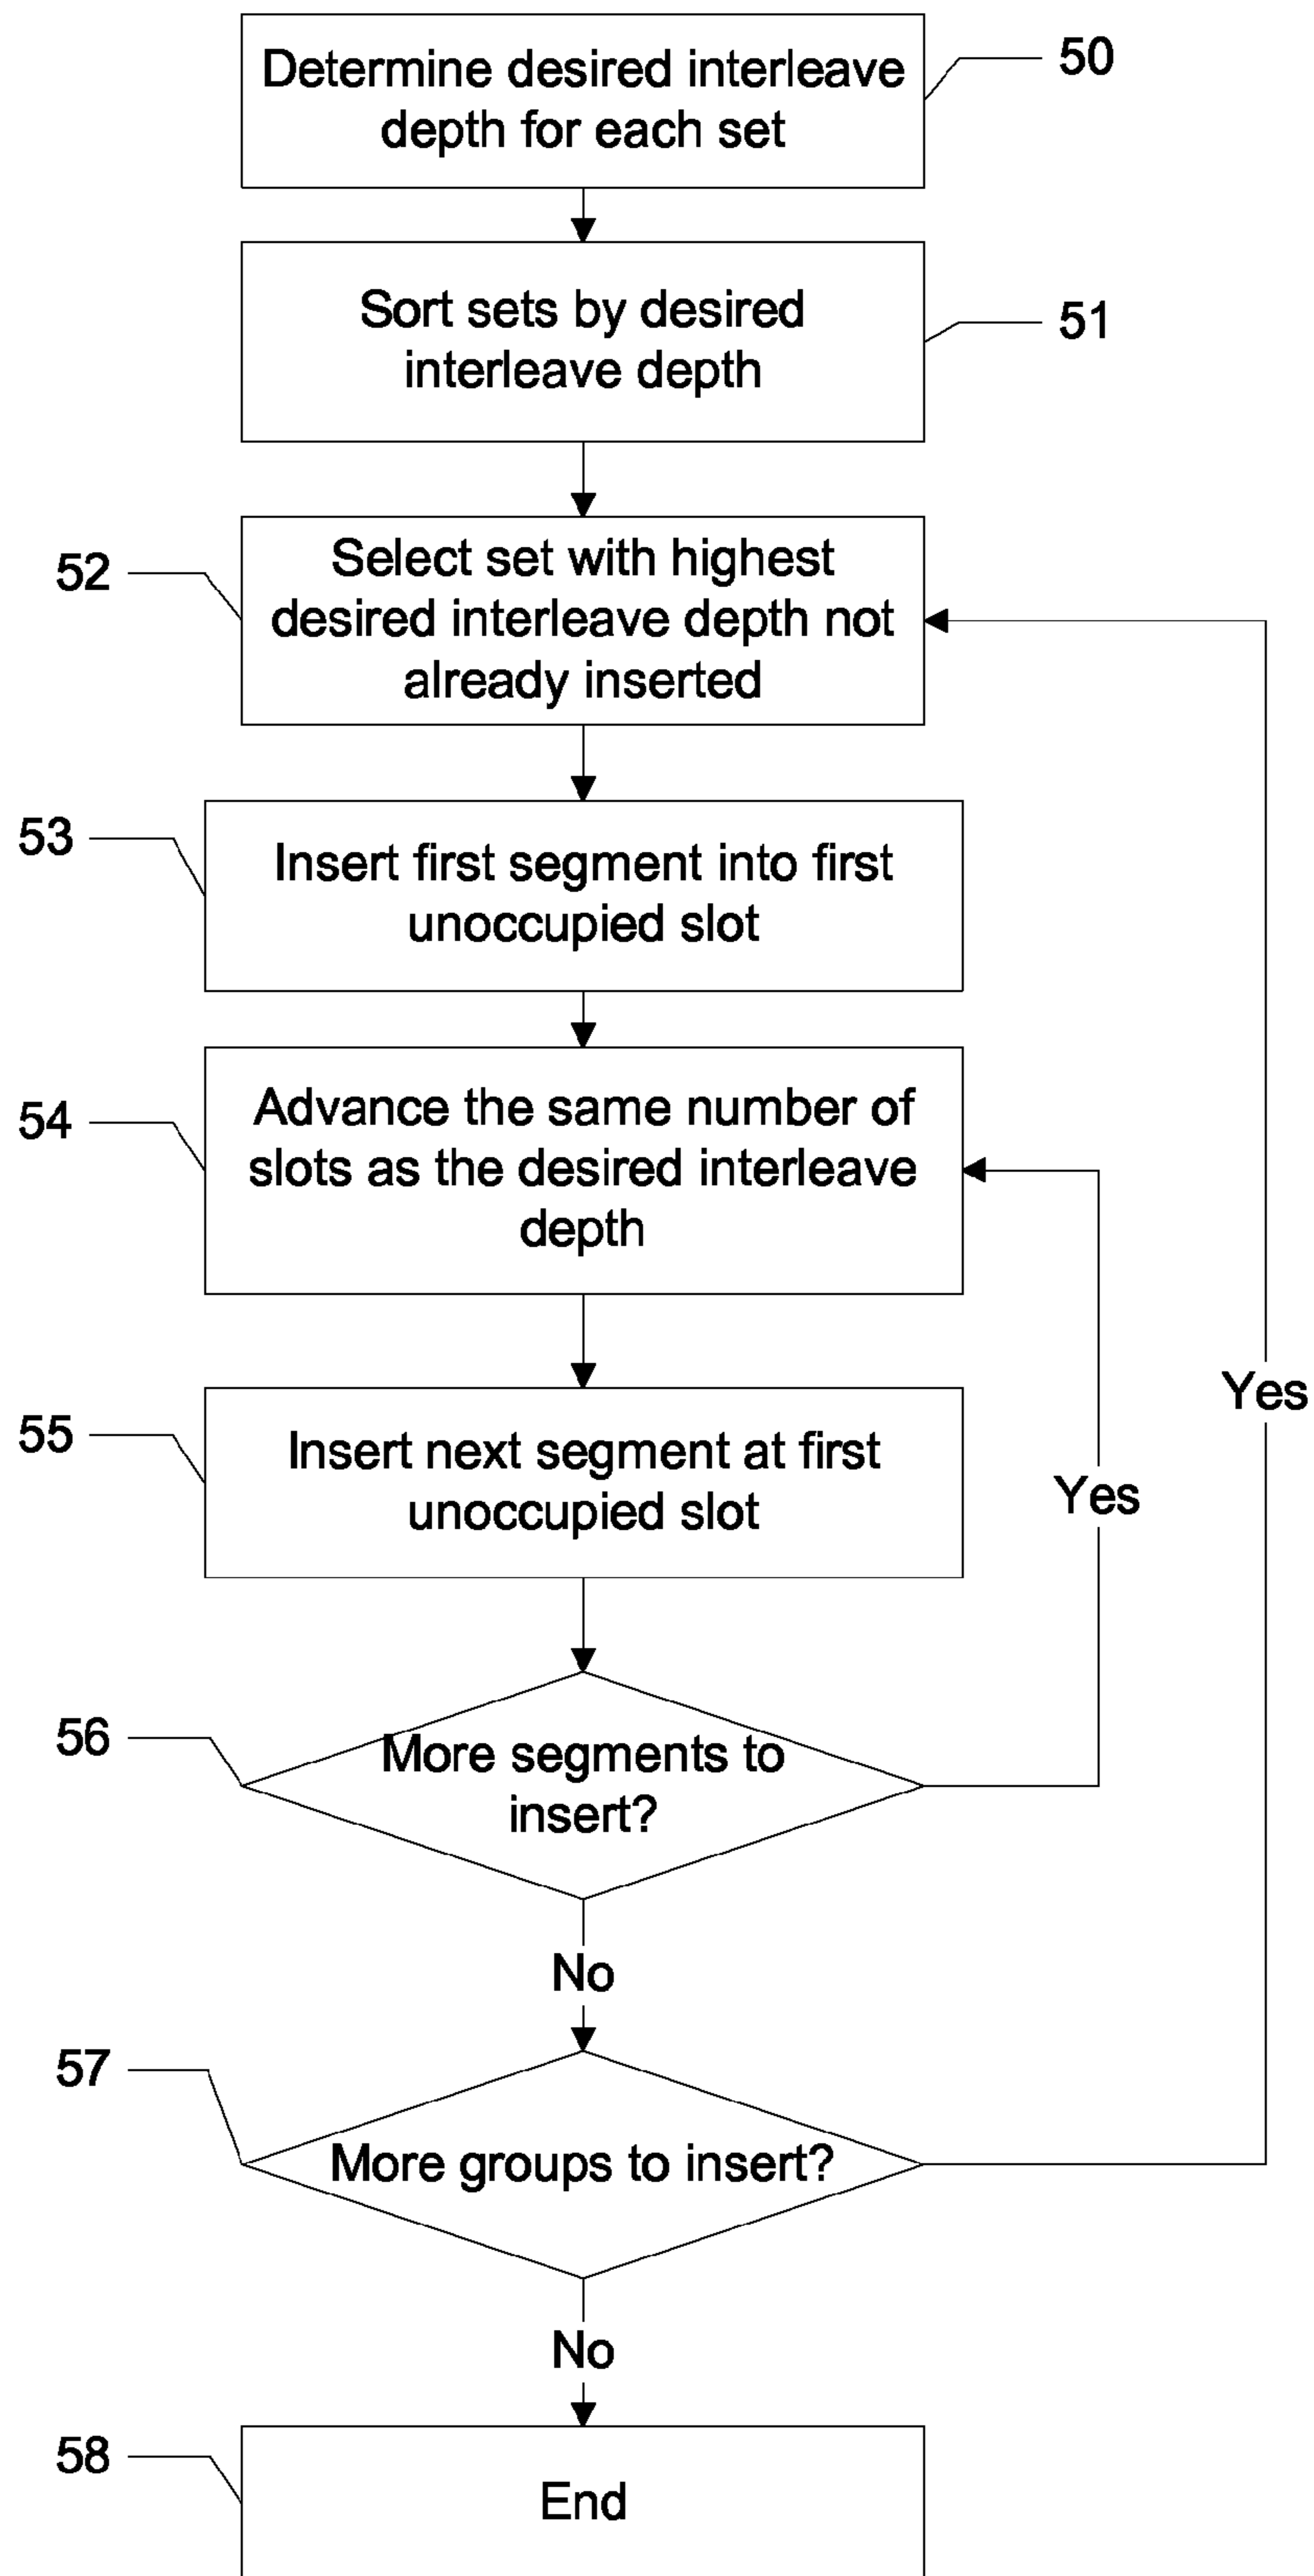 Determine desired interleave
depth for each set
50
Sort sets by desired
interleave depth
51
52
Select set with highest
desired interleave depth not
already inserted
53
Insert first segment into first
unoccupied slot
54
Advance the same number of
slots as the desired interleave
depth
Yes
55
Insert next segment at first
unoccupied slot
Yes
56
More segments to
insert?
No
57
More groups to insert?
No
58
End